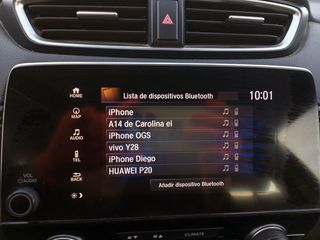 Lista de dispositivos Bluetooth
10:01
HOME
MAP
AUDIO
TEL
BACK
iPhone
A14 de Carolina el
iPhone OGS
vivo Y28
iPhone Diego
HUAWEI P20
Añadir dispositivo Bluetooth
VOL
AUDIO
CLIMATE